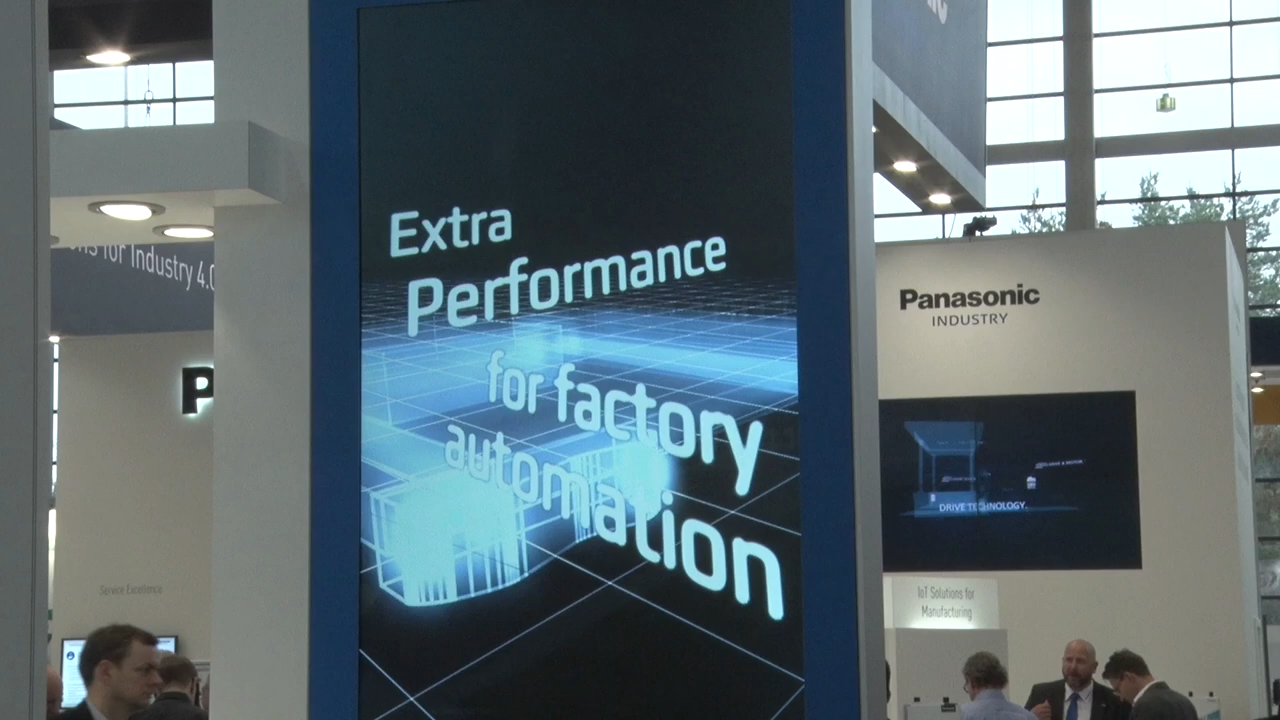 ns for Industry 4.0
P
Service Excellence
Extra
Performance
for factory
automation
Panasonic
INDUSTRY
DRIVE TECHNOLOGY.
IoT Solutions for
Manufacturing